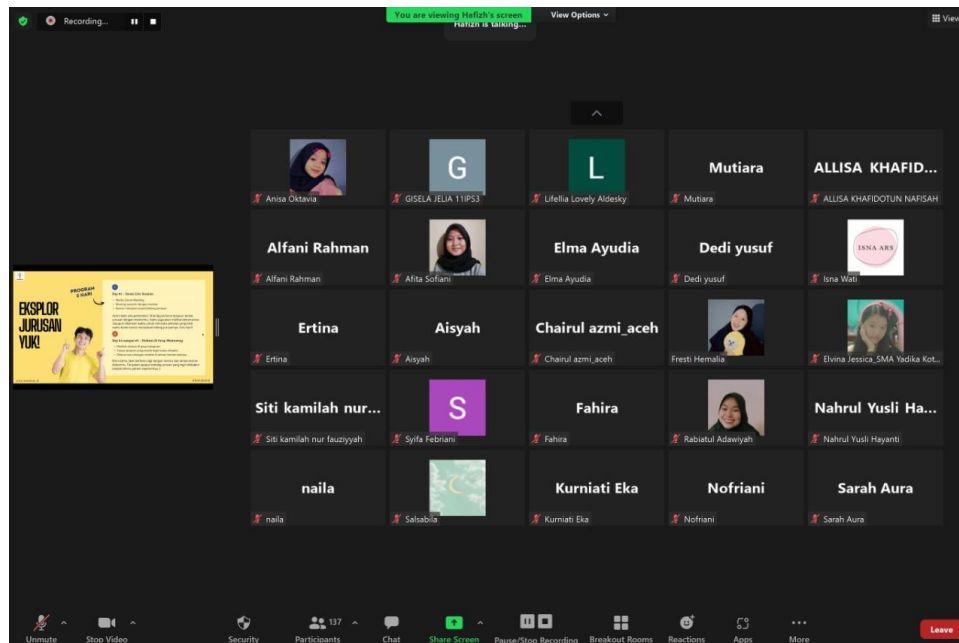 Recording...
You are viewing Hafizh's screen
View Options
View
Hafizh is talking...
Anisa Oktavia
G
GISELA JELIA 11IPS3
L
Lifellia Lovely Aldesky
Mutiara
Mutiara
ALLISA KHAFID...
ALLISA KHAFIDOTUN NAFISAH
Alfani Rahman
Alfani Rahman
Afita Sofiani
Elma Ayudia
Elma Ayudia
Dedi yusuf
Dedi yusuf
ISNA ARS
Isna Wati
PROGRAM
3 HARI
EKSPLOR
JURUSAN
YUK!
Ertina
Ertina
Aisyah
Aisyah
Chairul azmi_aceh
Chairul azmi_aceh
Fresti Hemalia
Elvina Jessica_SMA Yadika Kot...
Siti kamilah nur...
Siti kamilah nur fauziyyah
S
Syifa Febriani
Fahira
Fahira
Rabiatul Adawiyah
Nahrul Yusli Ha...
Nahrul Yusli Hayanti
naila
naila
Salsabila
Kurniati Eka
Kurniati Eka
Nofriani
Nofriani
Sarah Aura
Sarah Aura
Unmute
Stop Video
Security
137
Participants
Chat
Share Screen
Pause/Stop Recording
Breakout Rooms
Reactions
Apps
More
Leave